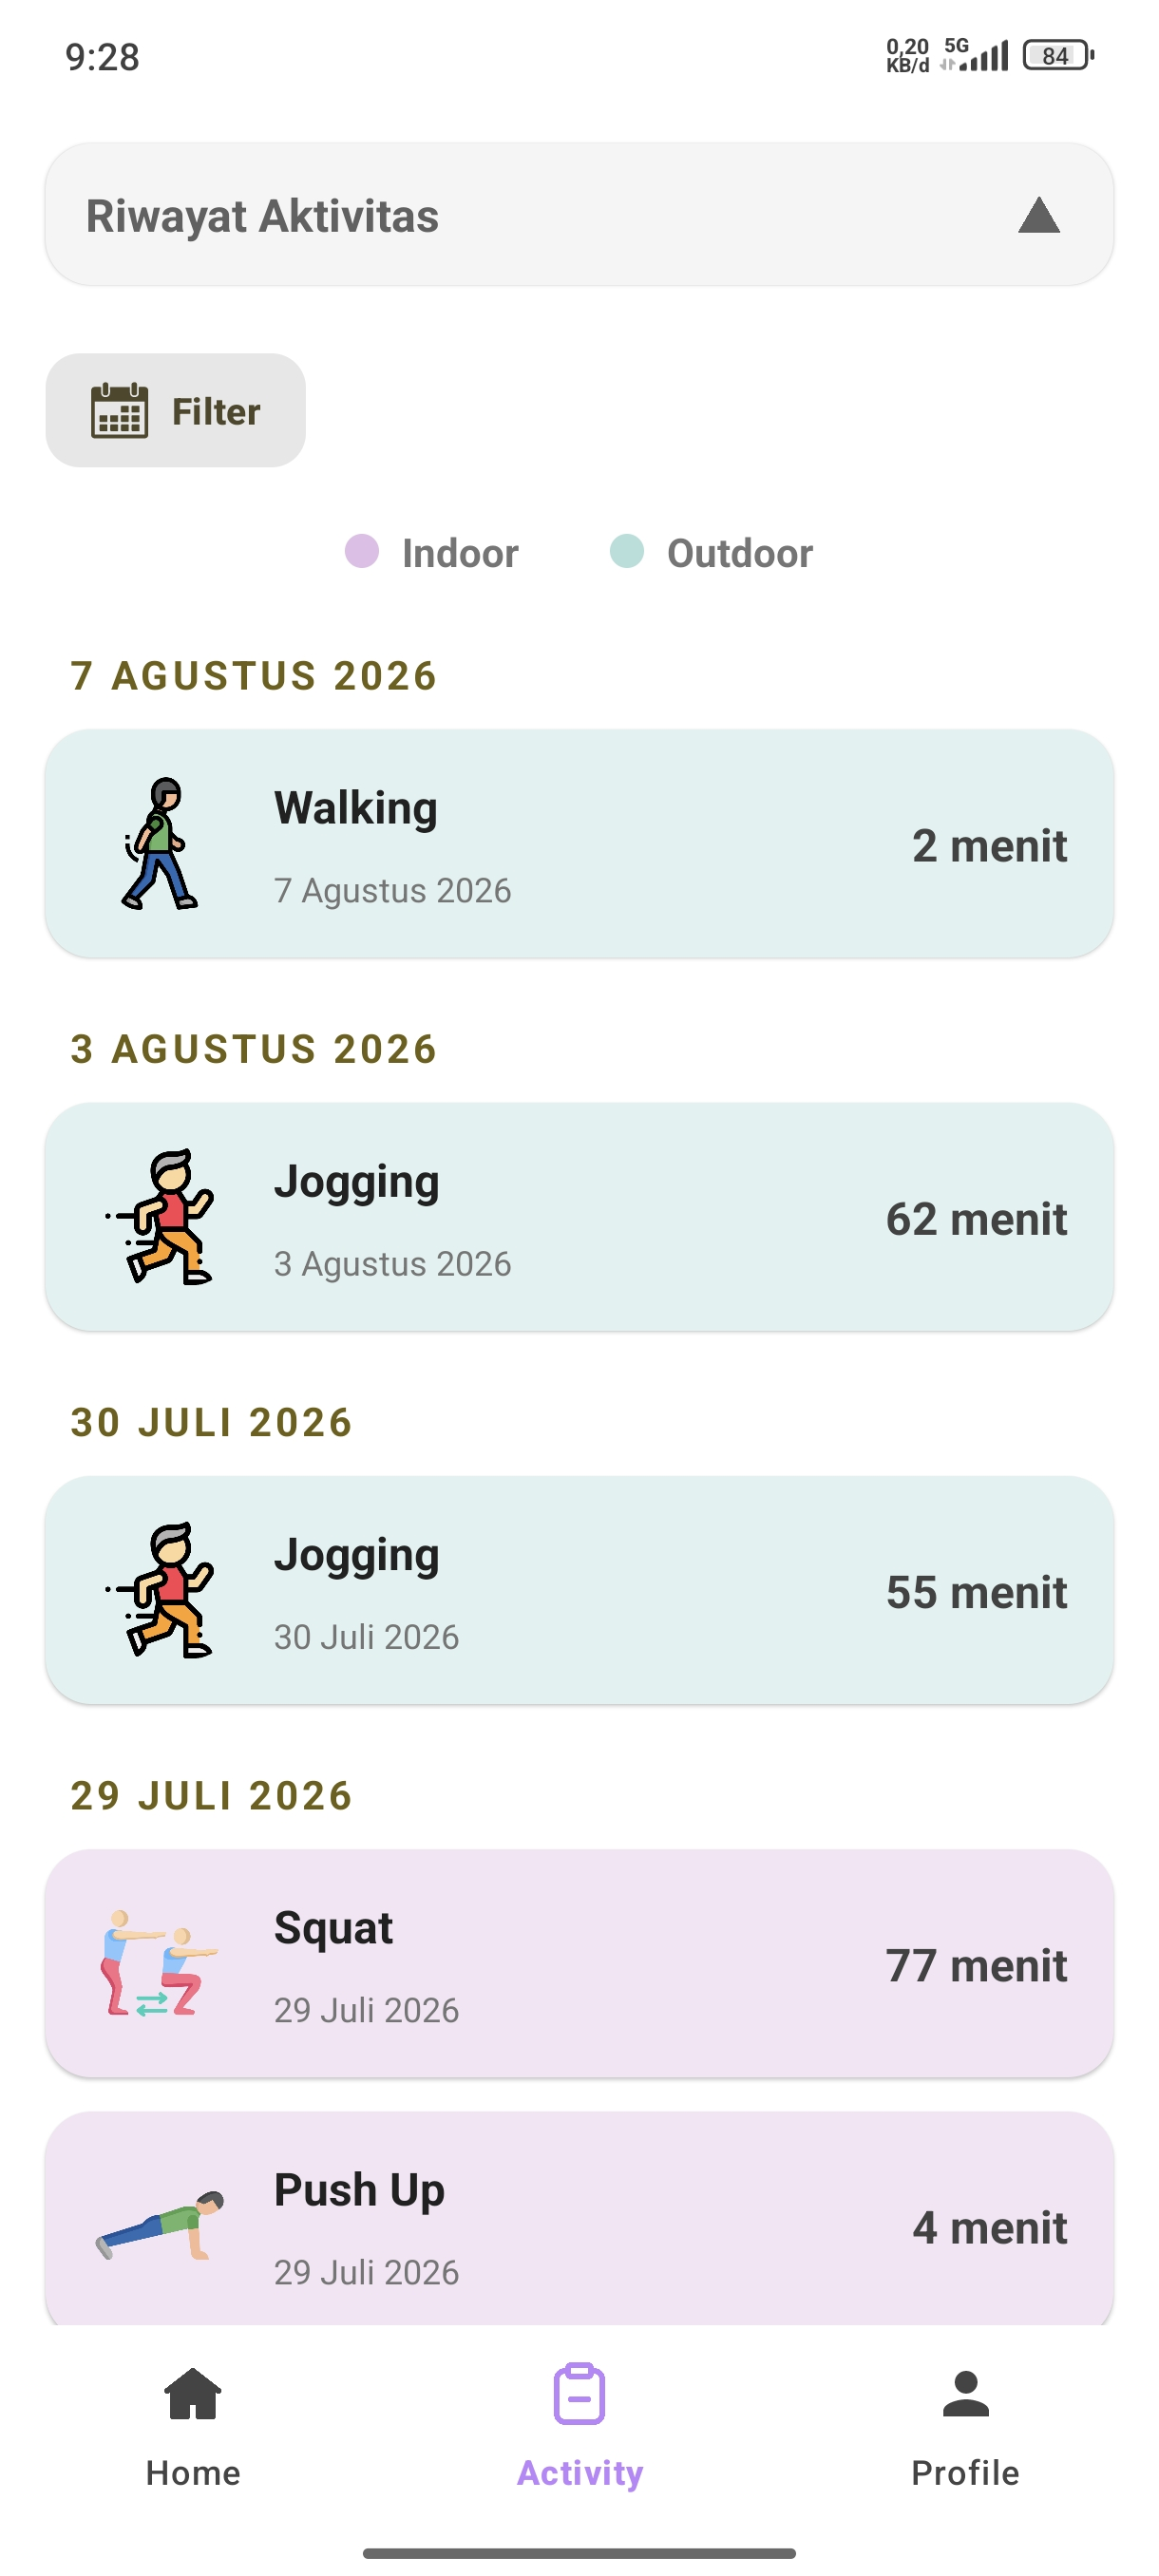 9:28
0,20
KB/d
5G
84
Riwayat Aktivitas
Filter
Indoor
Outdoor
7 AGUSTUS 2026
Walking
7 Agustus 2026
2 menit
3 AGUSTUS 2026
Jogging
3 Agustus 2026
62 menit
30 JULI 2026
Jogging
30 Juli 2026
55 menit
29 JULI 2026
Squat
29 Juli 2026
77 menit
Push Up
29 Juli 2026
4 menit
Home
Activity
Profile